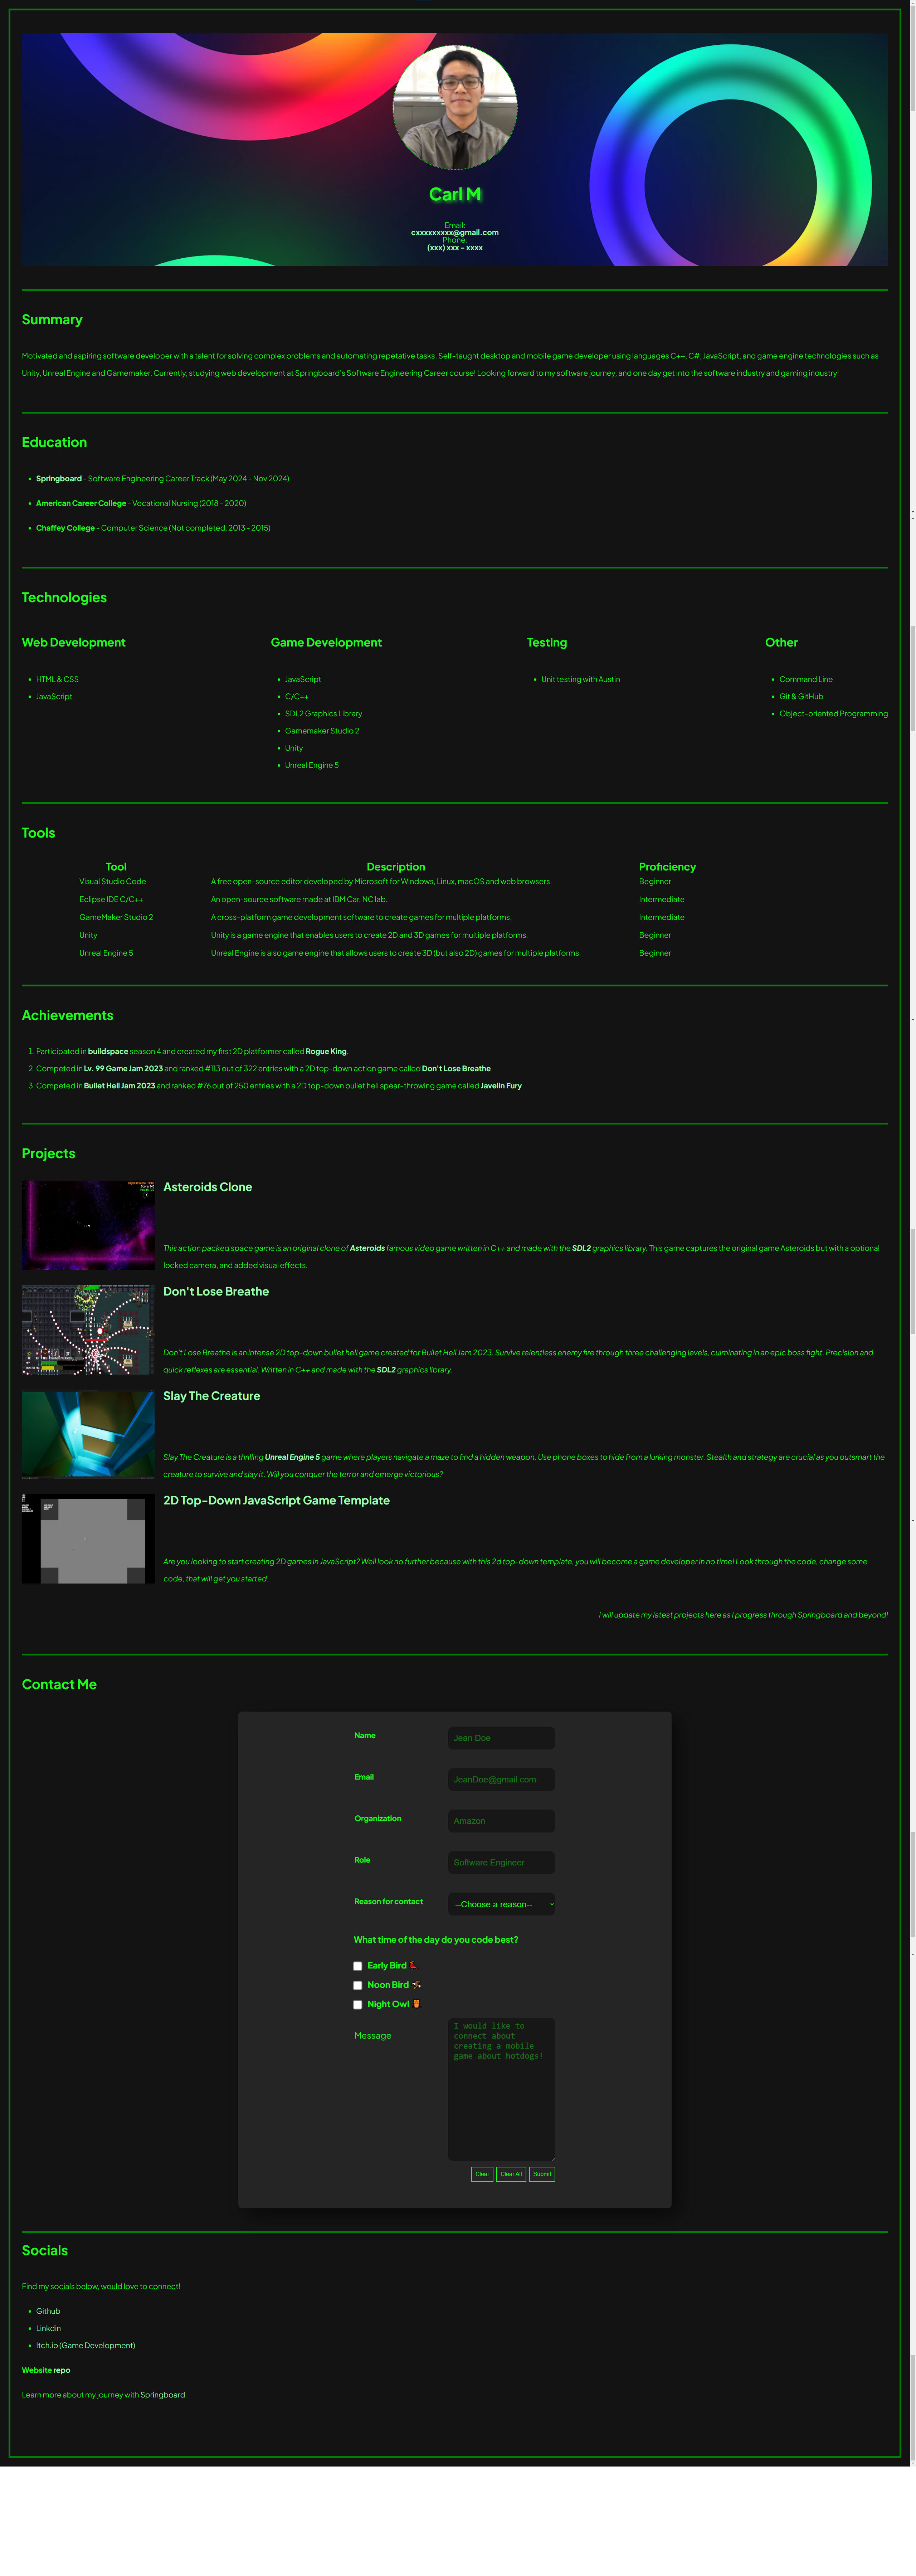 Carl M
Email:
cxxxxxxxxx@gmail.com
Phone:
(xxx) xxx - xxxx
Summary
Motivated and aspiring software developer with a talent for solving complex problems and automating repetative tasks. Self-taught desktop and mobile game developer using languages C++, C#, JavaScript, and game engine technologies such as
Unity, Unreal Engine and Gamemaker. Currently, studying web development at Springboard's Software Engineering Career course! Looking forward to my software journey, and one day get into the software industry and gaming industry!
Education
Springboard - Software Engineering Career Track (May 2024 - Nov 2024)
American Career College - Vocational Nursing (2018 - 2020)
Chaffey College - Computer Science (Not completed, 2013 - 2015)
Technologies
Web Development
HTML & CSS
JavaScript
Game Development
JavaScript
C/C++
SDL2 Graphics Library
Gamemaker Studio 2
Unity
Unreal Engine 5
Testing
Unit testing with Austin
Other
Command Line
Git & GitHub
Object-oriented Programming
Tools
Tool Description Proficiency
Visual Studio Code A free open-source editor developed by Microsoft for Windows, Linux, macOS and web browsers. Beginner
Eclipse IDE C/C++ An open-source software made at IBM Car, NC lab. Intermediate
GameMaker Studio 2 A cross-platform game development software to create games for multiple platforms. Intermediate
Unity Unity is a game engine that enables users to create 2D and 3D games for multiple platforms. Beginner
Unreal Engine 5 Unreal Engine is also game engine that allows users to create 3D (but also 2D) games for multiple platforms. Beginner
Achievements
1. Participated in buildspace season 4 and created my first 2D platformer called Rogue King
2. Competed in Lv. 99 Game Jam 2023 and ranked #113 out of 322 entries with a 2D top-down action game called Don't Lose Breathe.
3. Competed in Bullet Hell Jam 2023 and ranked #76 out of 250 entries with a 2D top-down bullet hell spear-throwing game called Javelin Fury.
Projects
Asteroids Clone
This action packed space game is an original clone of Asteroids famous video game written in C++ and made with the SDL2 graphics library. This game captures the original game Asteroids but with a optional
locked camera, and added visual effects.
Don't Lose Breathe
Don't Lose Breathe is an intense 2D top-down bullet hell game created for Bullet Hell Jam 2023. Survive relentless enemy fire through three challenging levels, culminating in an epic boss fight. Precision and
quick reflexes are essential. Written in C++ and made with the SDL2 graphics library.
Slay The Creature
Slay The Creature is a thrilling Unreal Engine 5 game where players navigate a maze to find a hidden weapon. Use phone boxes to hide from a lurking monster. Stealth and strategy are crucial as you outsmart the
creature to survive and slay it. Will you conquer the terror and emerge victorious?
2D Top-Down JavaScript Game Template
Are you looking to start creating 2D games in JavaScript? Well look no further because with this 2d top-down template, you will become a game developer in no time! Look through the code, change some
code, that will get you started.
I will update my latest projects here as I progress through Springboard and beyond!
Contact Me
Name Jean Doe
Email JeanDoe@gmail.com
Organization Amazon
Role Software Engineer
Reason for contact --Choose a reason--
What time of the day do you code best?
Early Bird
Noon Bird
Night Owl
Message
I would like to
connect about
creating a mobile
game about hotdogs!
Clear Clear All Submit
Socials
Find my socials below, would love to connect!
Github
Linkdin
Itch.io (Game Development)
Website repo
Learn more about my journey with Springboard.